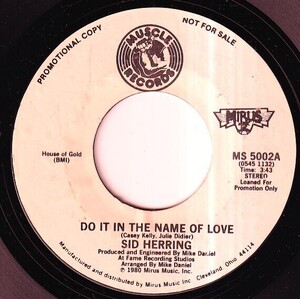 PROMOTIONAL COPY
NOT FOR SALE
MUSCLE
RECORDS
MIRUS
House of Gold
(BMI)
MS 5002A
(0545 1132)
Time: 3:43
STEREO
Loaned For
Promotion Only
DO IT IN THE NAME OF LOVE
(Casey Kelly, Julia Didier)
SID HERRING
Produced and Engineered by Mike Daniel
At Fame Recording Studios
Arranged by Mike Daniel
℗ 1980 Mirus Music, Inc.
Manufactured and Distributed by Mirus Music, Inc. Cleveland, Ohio 44114